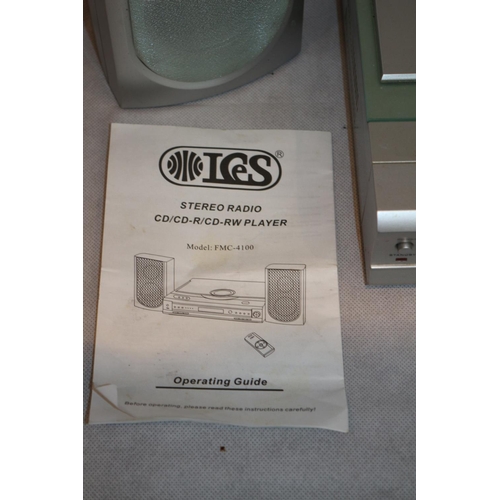 ICeS®
STEREO RADIO
CD/CD-R/CD-RW PLAYER
Model: FMC-4100
Operating Guide
Before operating, please read these instructions carefully!